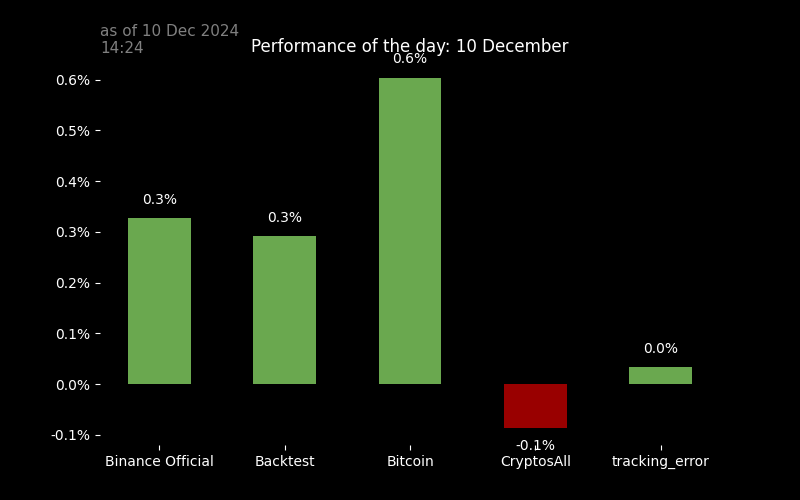 as of 10 Dec 2024
14:24
Performance of the day: 10 December
0.6%
0.6%
0.5%
0.4%
0.3%
0.3%
0.3%
0.2%
0.1%
0.0%
0.0%
-0.1%
-0.1%
Binance Official
Backtest
Bitcoin
CryptosAll
tracking_error